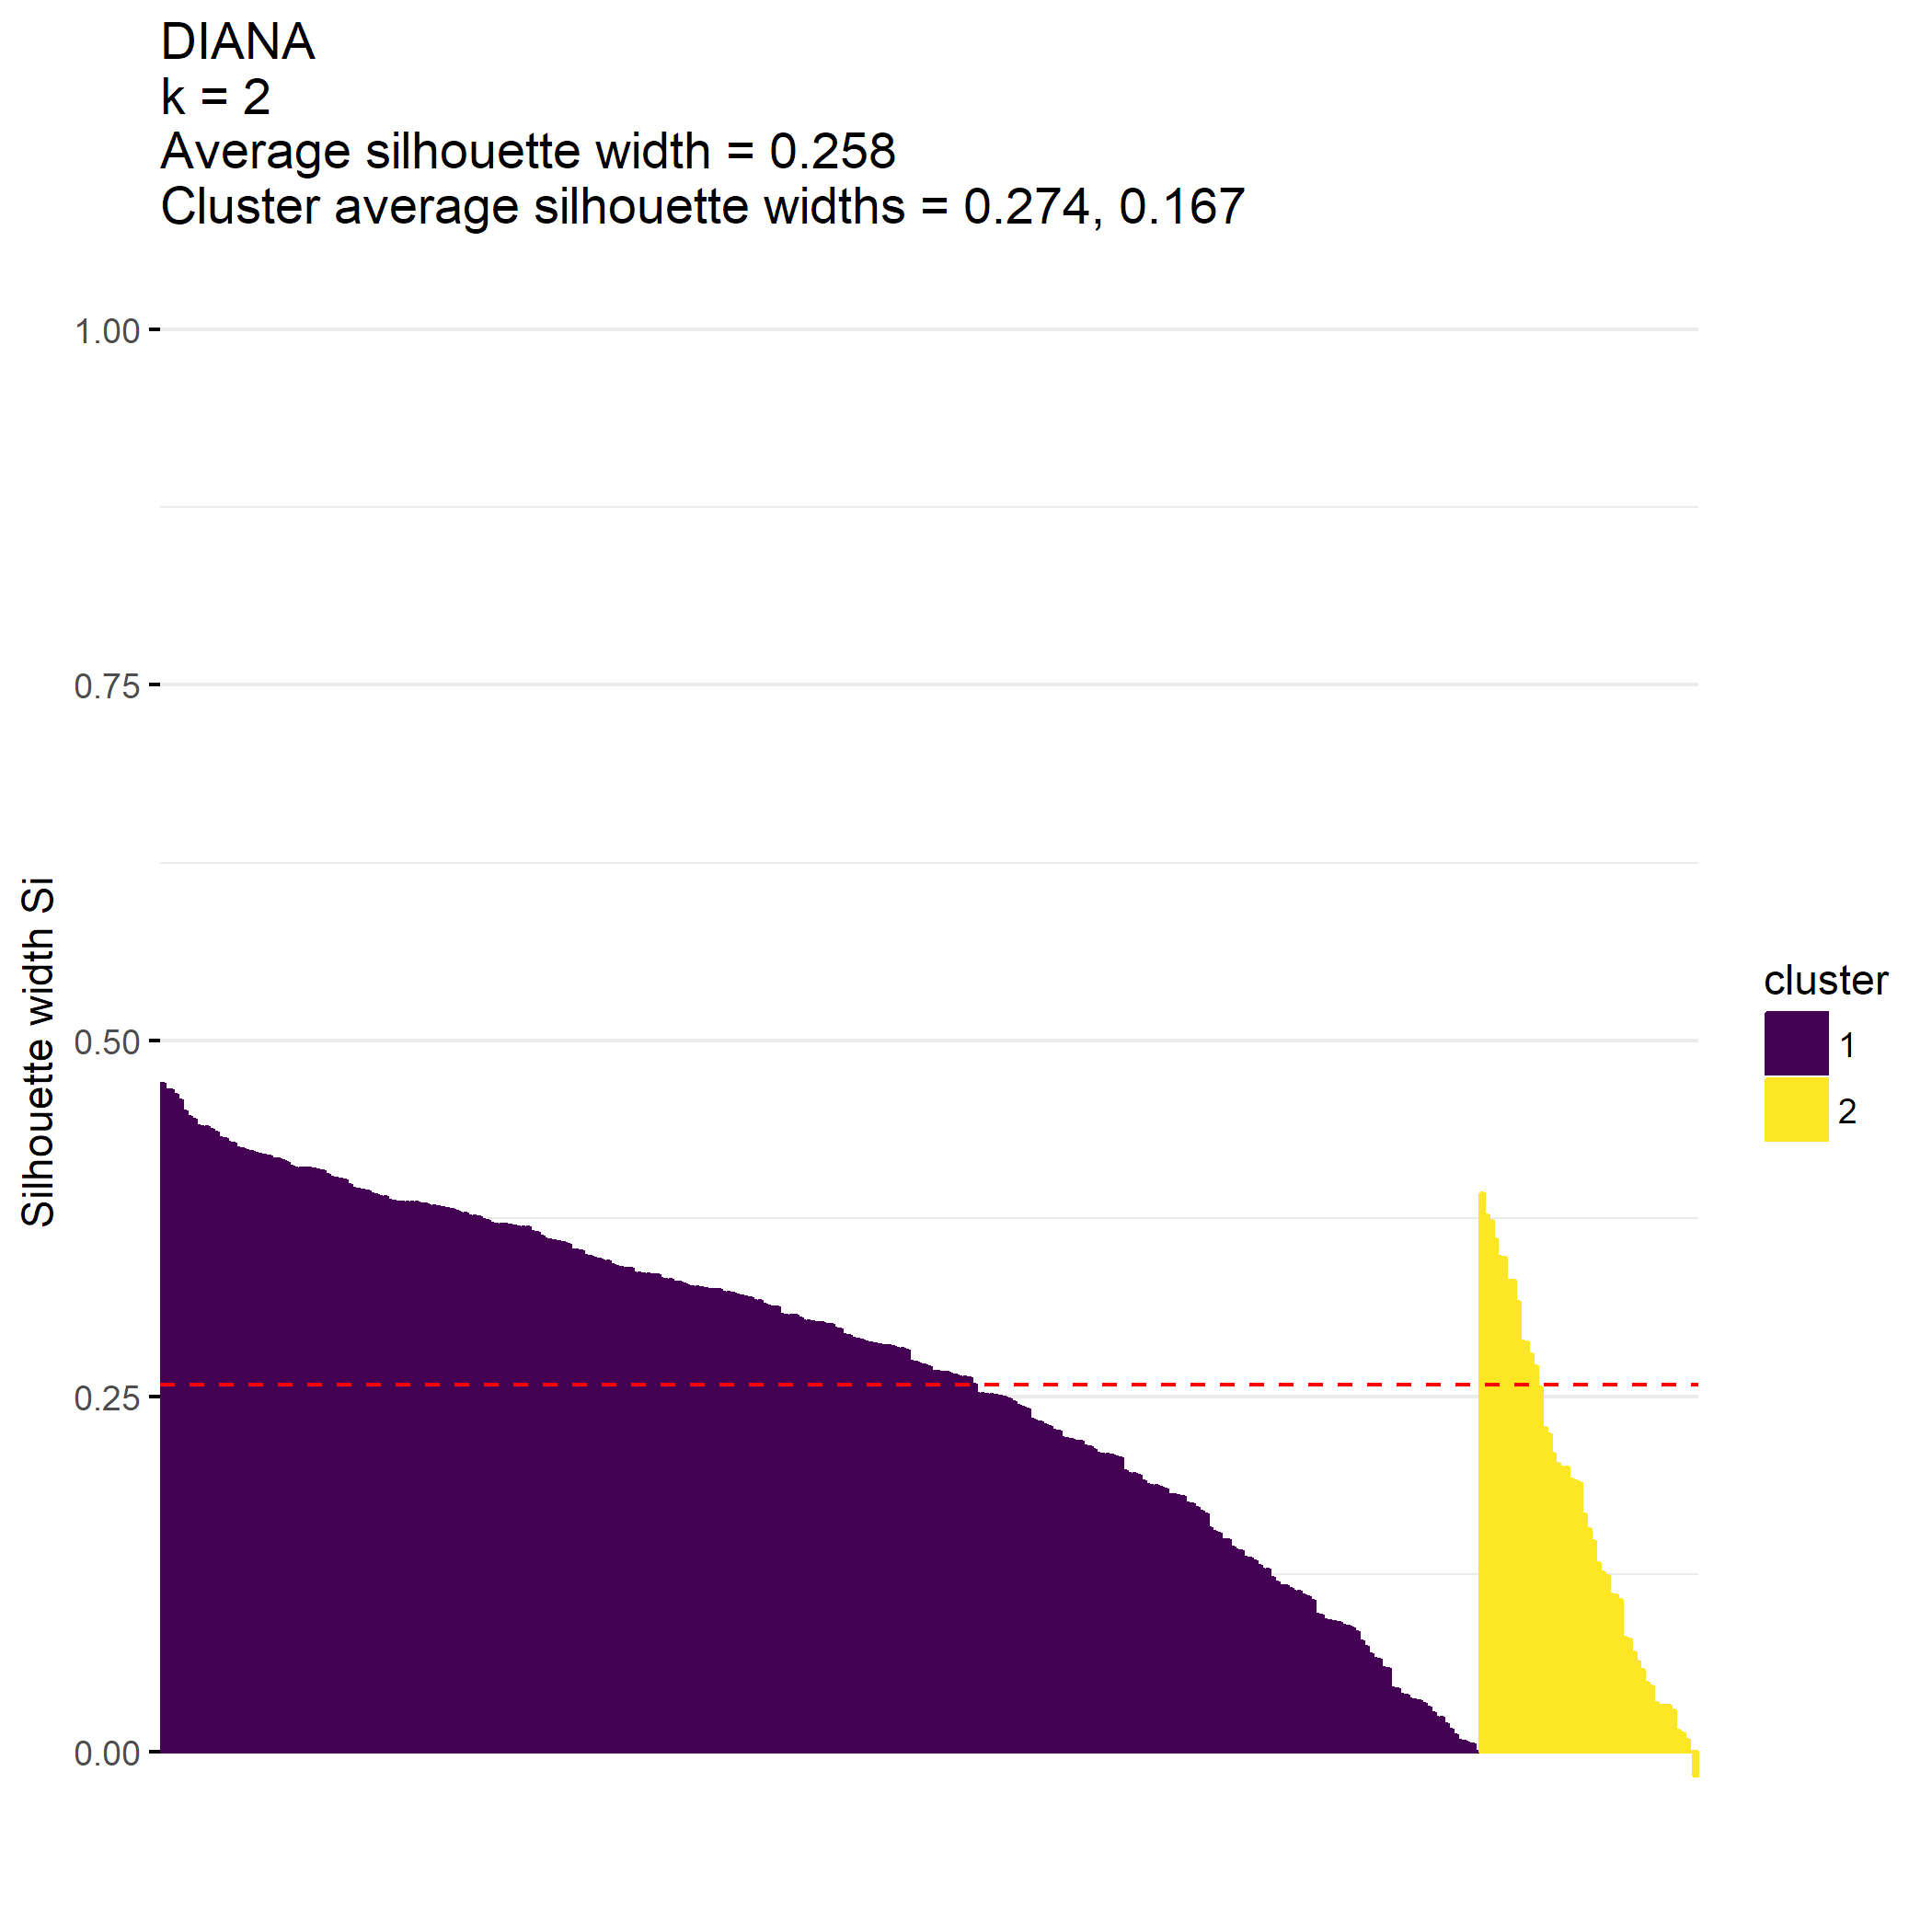 DIANA
k = 2
Average silhouette width = 0.258
Cluster average silhouette widths = 0.274, 0.167
1.00
0.75
0.50
0.25
0.00
Silhouette width Si
cluster
1
2